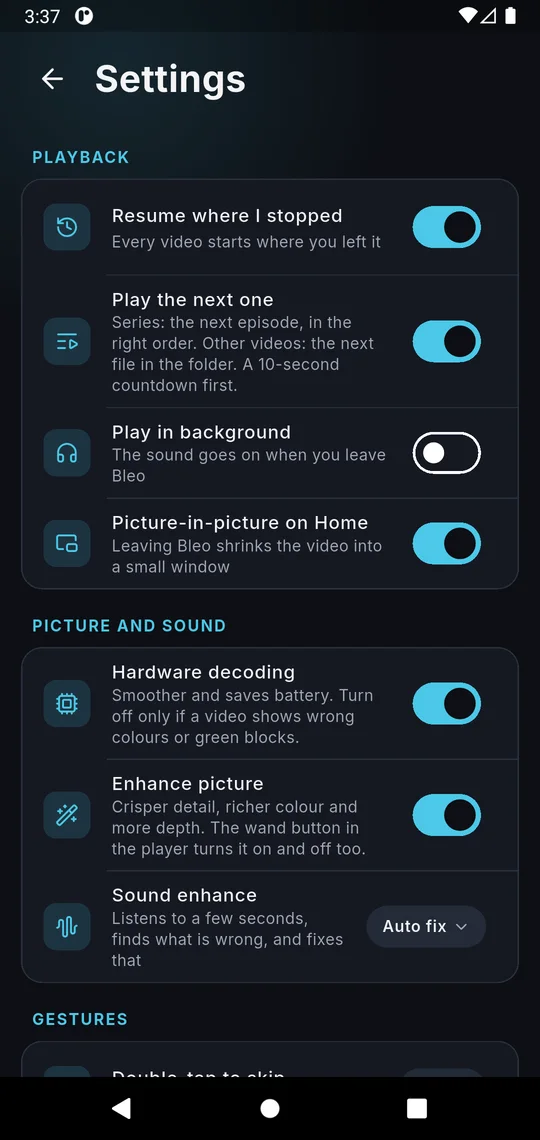 3:37
Settings
PLAYBACK
Resume where I stopped
Every video starts where you left it
Play the next one
Series: the next episode, in the
right order. Other videos: the next
file in the folder. A 10-second
countdown first.
Play in background
The sound goes on when you leave
Bleo
Picture-in-picture on Home
Leaving Bleo shrinks the video into
a small window
PICTURE AND SOUND
Hardware decoding
Smoother and saves battery. Turn
off only if a video shows wrong
colours or green blocks.
Enhance picture
Crisper detail, richer colour and
more depth. The wand button in
the player turns it on and off too.
Sound enhance
Listens to a few seconds,
finds what is wrong, and fixes
that
Auto fix
GESTURES
Double-tap to skip